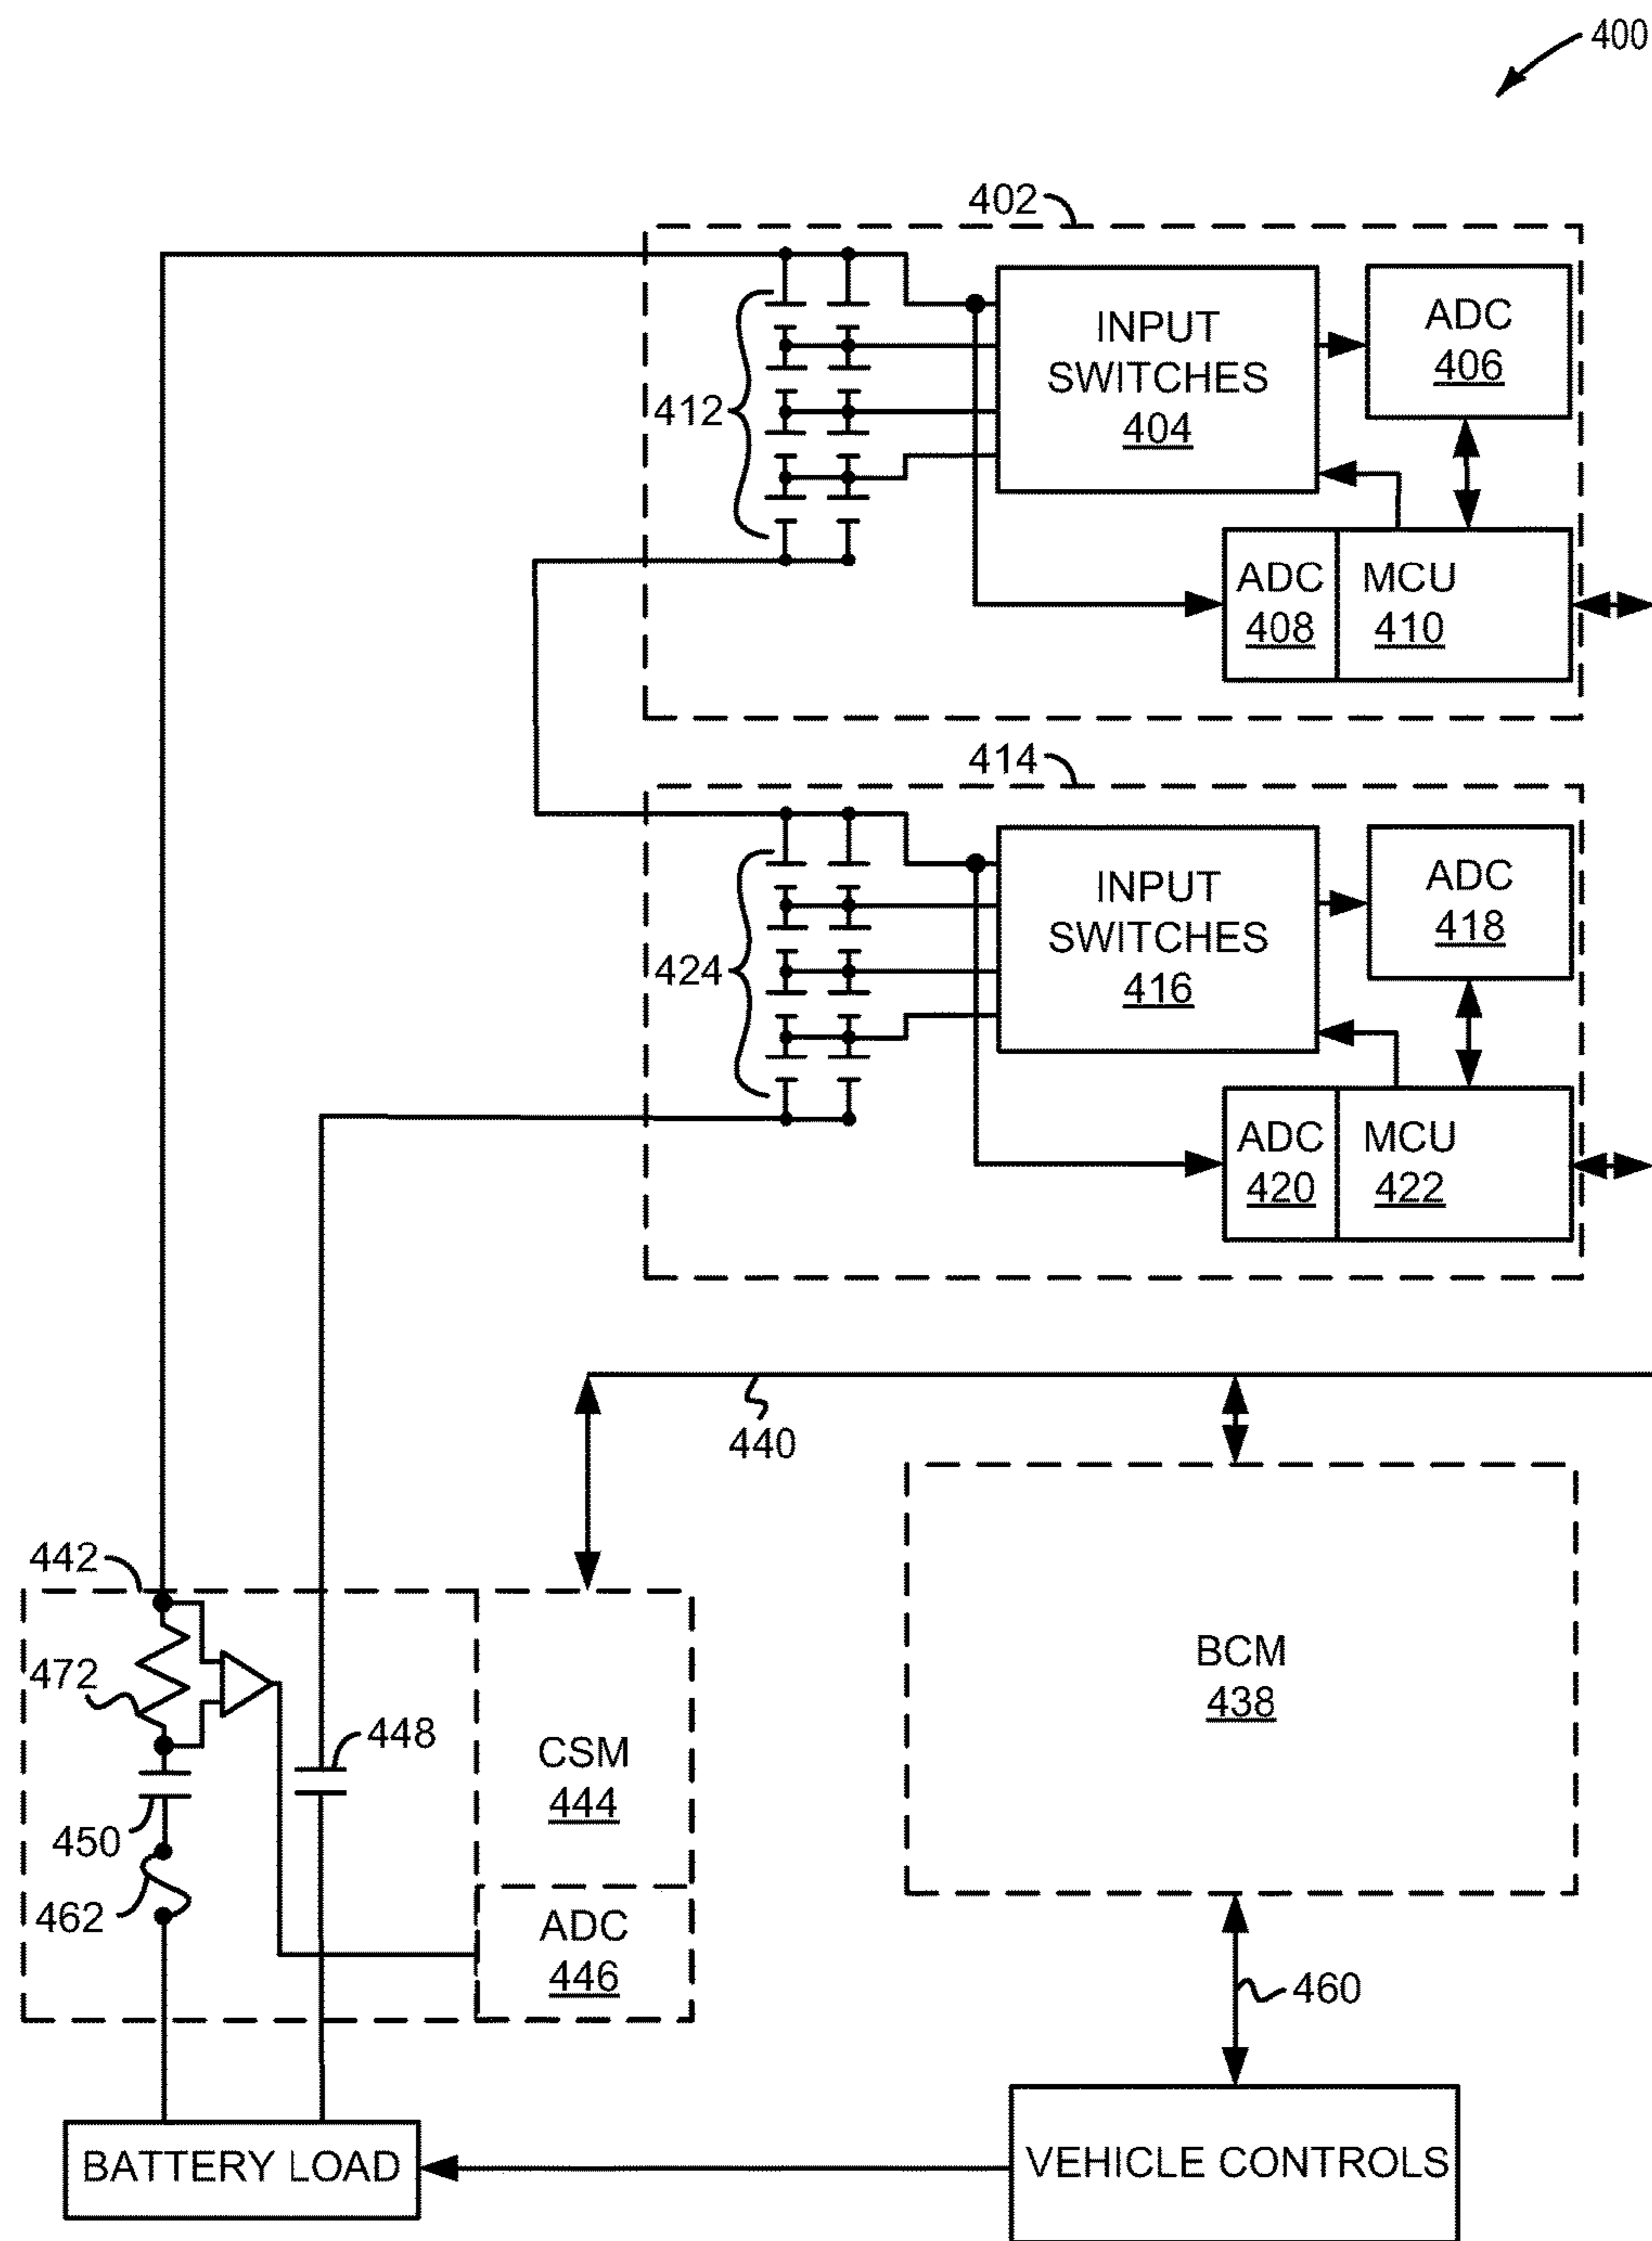 400
402
INPUT
SWITCHES
404
ADC
406
412
ADC
408
MCU
410
414
INPUT
SWITCHES
416
ADC
418
424
ADC
420
MCU
422
440
442
472
448
450
462
CSM
444
ADC
446
BCM
438
460
BATTERY LOAD
VEHICLE CONTROLS